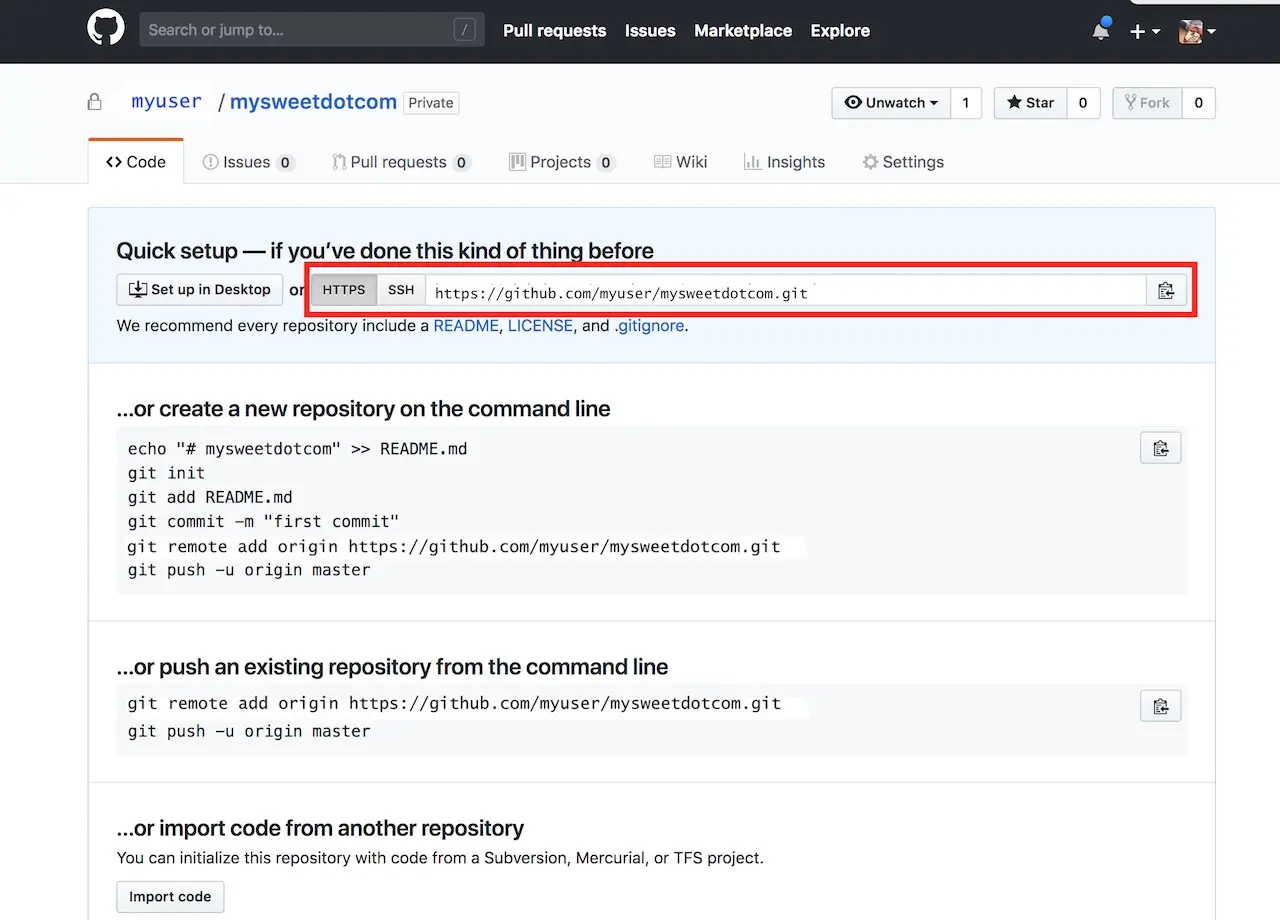 Search or jump to... / Pull requests Issues Marketplace Explore
myuser / mysweetdotcom Private Unwatch 1 Star 0 Fork 0
Code Issues 0 Pull requests 0 Projects 0 Wiki Insights Settings
Quick setup — if you’ve done this kind of thing before
Set up in Desktop or HTTPS SSH https://github.com/myuser/mysweetdotcom.git
We recommend every repository include a README, LICENSE, and .gitignore.
…or create a new repository on the command line
echo "# mysweetdotcom" >> README.md
git init
git add README.md
git commit -m "first commit"
git remote add origin https://github.com/myuser/mysweetdotcom.git
git push -u origin master
…or push an existing repository from the command line
git remote add origin https://github.com/myuser/mysweetdotcom.git
git push -u origin master
…or import code from another repository
You can initialize this repository with code from a Subversion, Mercurial, or TFS project.
Import code